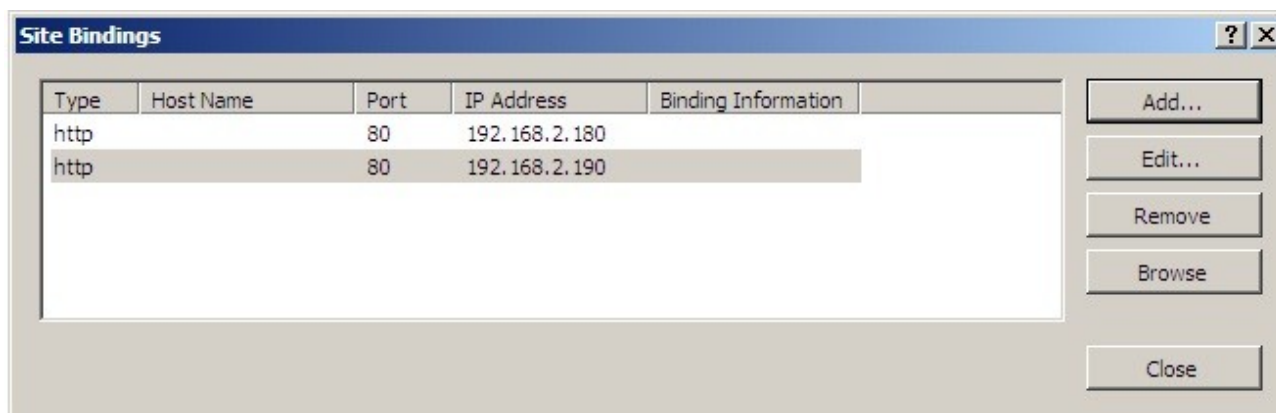 Site Bindings
? X
Type Host Name Port IP Address Binding Information
http 80 192.168.2.180
http 80 192.168.2.190
Add...
Edit...
Remove
Browse
Close